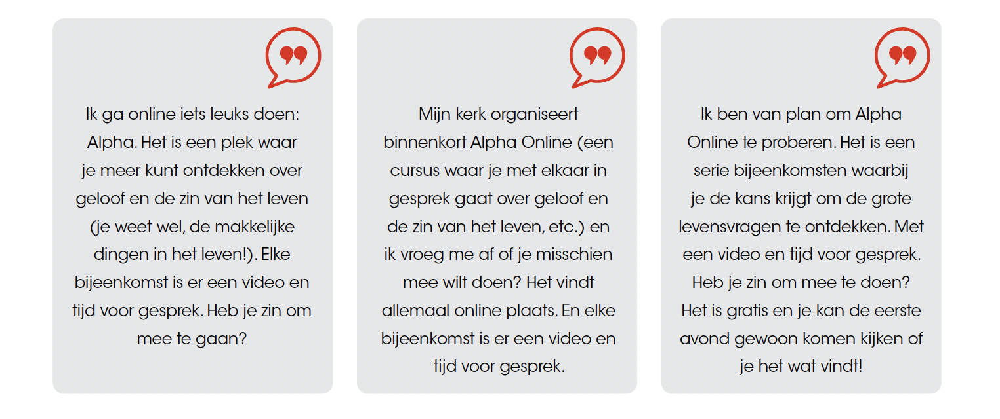 Ik ga online iets leuks doen:
Alpha. Het is een plek waar
je meer kunt ontdekken over
geloof en de zin van het leven
(je weet wel, de makkelijke
dingen in het leven!). Elke
bijeenkomst is er een video en
tijd voor gesprek. Heb je zin om
mee te gaan?
Mijn kerk organiseert
binnenkort Alpha Online (een
cursus waar je met elkaar in
gesprek gaat over geloof en
de zin van het leven, etc.) en
ik vroeg me af of je misschien
mee wilt doen? Het vindt
allemaal online plaats. En elke
bijeenkomst is er een video en
tijd voor gesprek.
Ik ben van plan om Alpha
Online te proberen. Het is een
serie bijeenkomsten waarbij
je de kans krijgt om de grote
levensvragen te ontdekken. Met
een video en tijd voor gesprek.
Heb je zin om mee te doen?
Het is gratis en je kan de eerste
avond gewoon komen kijken of
je het wat vindt!